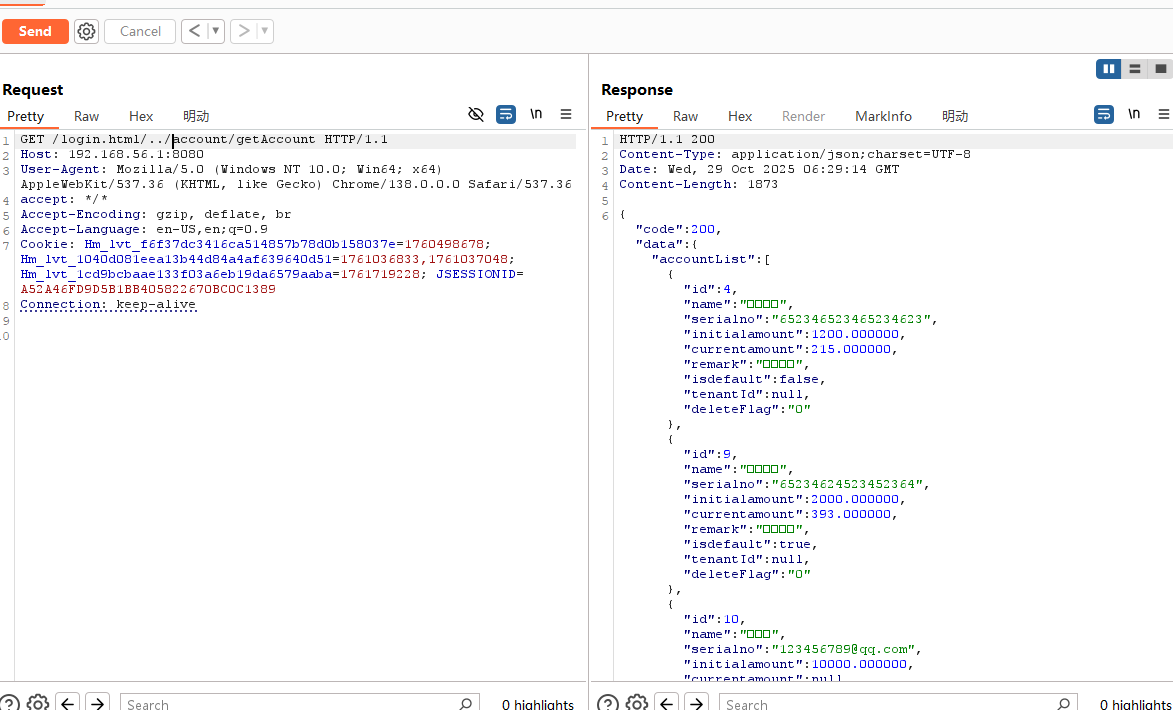 Send
Cancel
Request
Pretty
Raw
Hex
明动
\n
1 GET /login.html/../account/getAccount HTTP/1.1
2 Host: 192.168.56.1:8080
3 User-Agent: Mozilla/5.0 (Windows NT 10.0; Win64; x64)
AppleWebKit/537.36 (KHTML, like Gecko) Chrome/138.0.0.0 Safari/537.36
4 accept: */*
5 Accept-Encoding: gzip, deflate, br
6 Accept-Language: en-US,en;q=0.9
7 Cookie: Hm_lvt_f6f37dc3416ca514857b78d0b158037e=1760498678;
Hm_lvt_1040d081eea13b44d84a4af639640d51=1761036833,1761037048;
Hm_lvt_1cd9bcbaae133f03a6eb19da6579aaba=1761719228; JSESSIONID=
A52A46FD9D5B1BB405822670BC0C1389
8 Connection: keep-alive
9
0
Search
0 highlights
Response
Pretty
Raw
Hex
Render
MarkInfo
明动
\n
1 HTTP/1.1 200
2 Content-Type: application/json;charset=UTF-8
3 Date: Wed, 29 Oct 2025 06:29:14 GMT
4 Content-Length: 1873
5
6 {
"code":200,
"data":{
"accountList":[
{
"id":4,
"name":"□□□□",
"serialno":"652346523465234623",
"initialamount":1200.000000,
"currentamount":215.000000,
"remark":"□□□□",
"isdefault":false,
"tenantId":null,
"deleteFlag":"0"
},
{
"id":9,
"name":"□□□□",
"serialno":"65234624523452364",
"initialamount":2000.000000,
"currentamount":393.000000,
"remark":"□□□□",
"isdefault":true,
"tenantId":null,
"deleteFlag":"0"
},
{
"id":10,
"name":"□□□",
"serialno":"123456789@qq.com",
"initialamount":10000.000000,
"currentamount":null,
Search
0 highlights